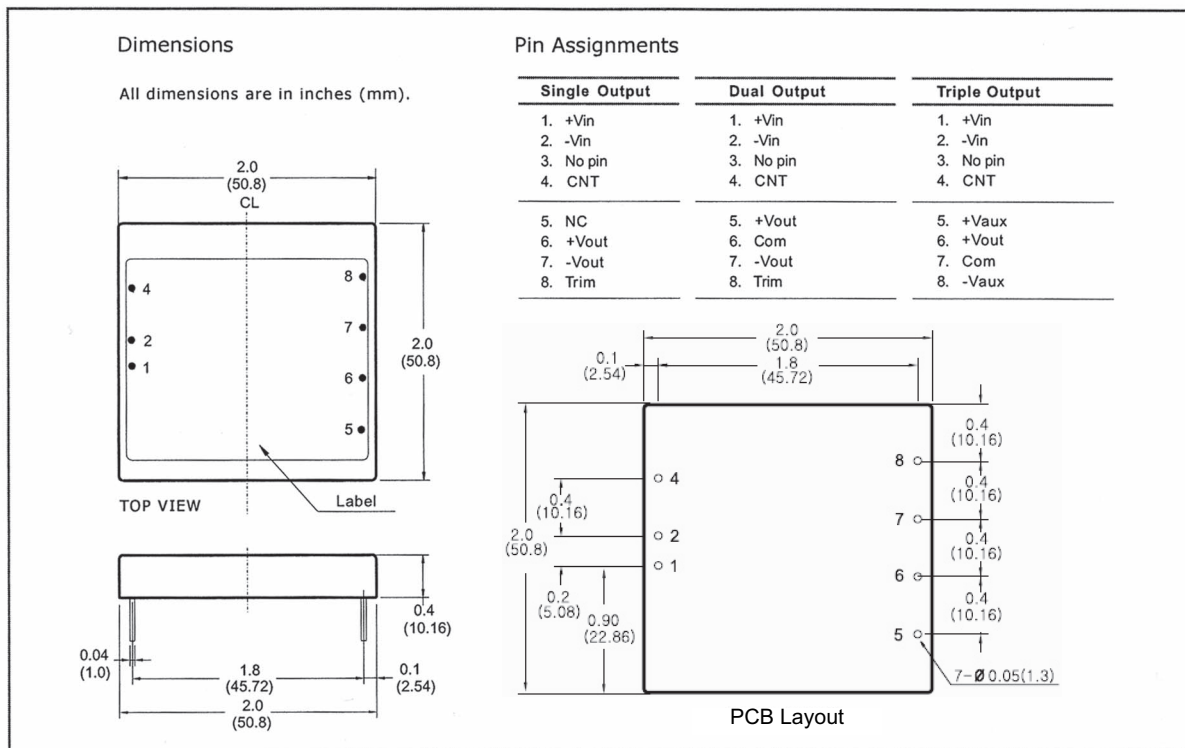 Dimensions
All dimensions are in inches (mm).
2.0
(50.8)
CL
4
2
1
8
7
6
5
2.0
(50.8)
TOP VIEW
Label
0.4
(10.16)
0.04
(1.0)
1.8
(45.72)
0.1
(2.54)
2.0
(50.8)
Pin Assignments
Single Output
1. +Vin
2. -Vin
3. No pin
4. CNT
5. NC
6. +Vout
7. -Vout
8. Trim
Dual Output
1. +Vin
2. -Vin
3. No pin
4. CNT
5. +Vout
6. Com
7. -Vout
8. Trim
Triple Output
1. +Vin
2. -Vin
3. No pin
4. CNT
5. +Vaux
6. +Vout
7. Com
8. -Vaux
2.0
(50.8)
0.1
(2.54)
1.8
(45.72)
0.4
(10.16)
8
0.4
(10.16)
7
0.4
(10.16)
6
0.4
(10.16)
5
4
0.4
(10.16)
2
2.0
(50.8)
1
0.2
(5.08)
0.90
(22.86)
7-Ø0.05(1.3)
PCB Layout